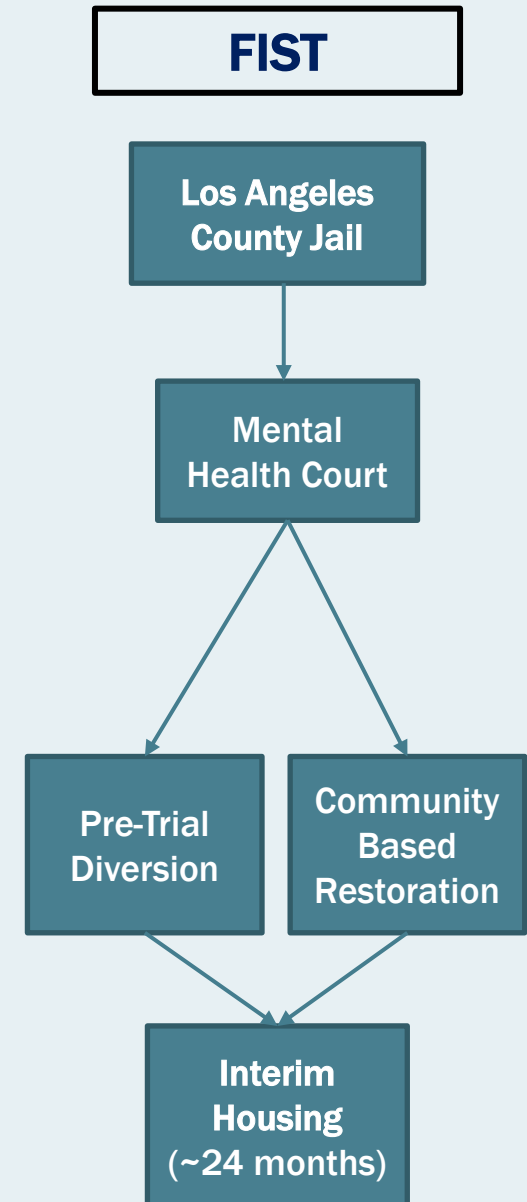 FIST
Los Angeles
County Jail
Mental
Health Court
Pre-Trial
Diversion
Community
Based
Restoration
Interim
Housing
(~24 months)